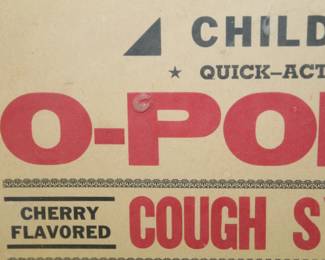 CHILD
★ QUICK–ACT
O-PO
CHERRY
FLAVORED
COUGH S